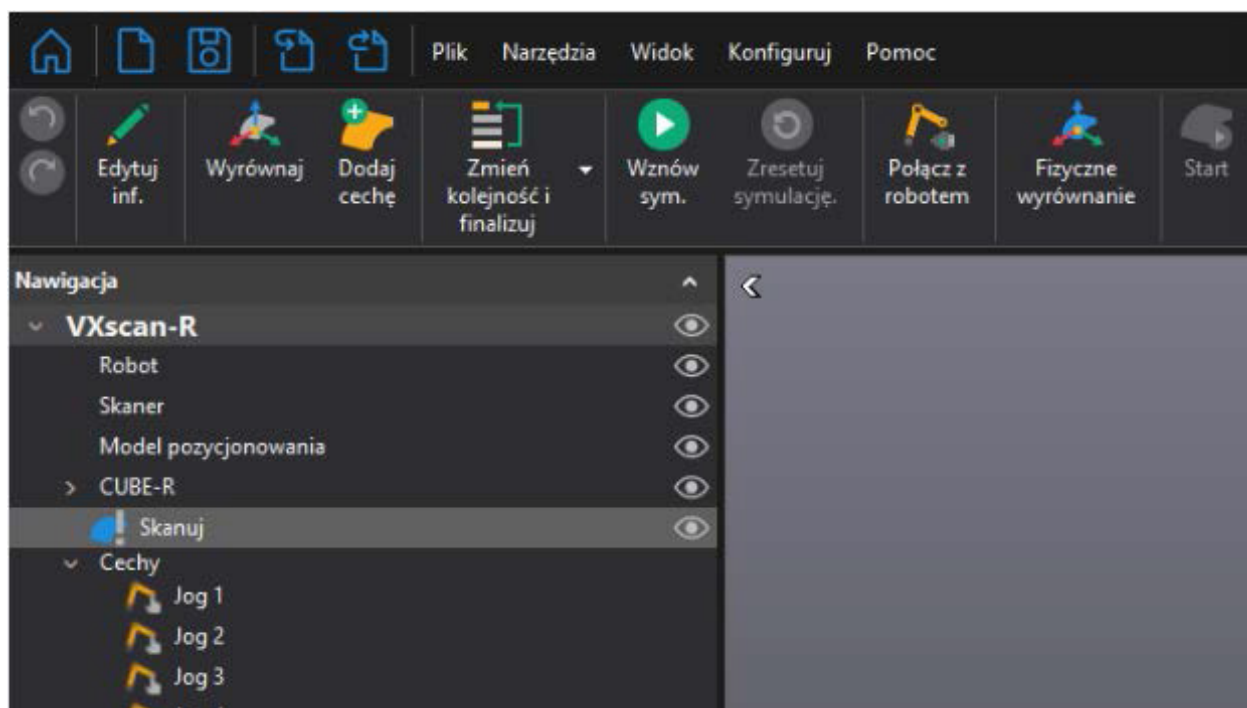 Plik Narzędzia Widok Konfiguruj Pomoc
Edytuj inf.
Wyrównaj
Dodaj cechę
Zmień kolejność i finalizuj
Wznów sym.
Zresetuj symulację.
Połącz z robotem
Fizyczne wyrównanie
Start
Nawigacja
VXscan-R
Robot
Skaner
Model pozycjonowania
CUBE-R
Skanuj
Cechy
Jog 1
Jog 2
Jog 3